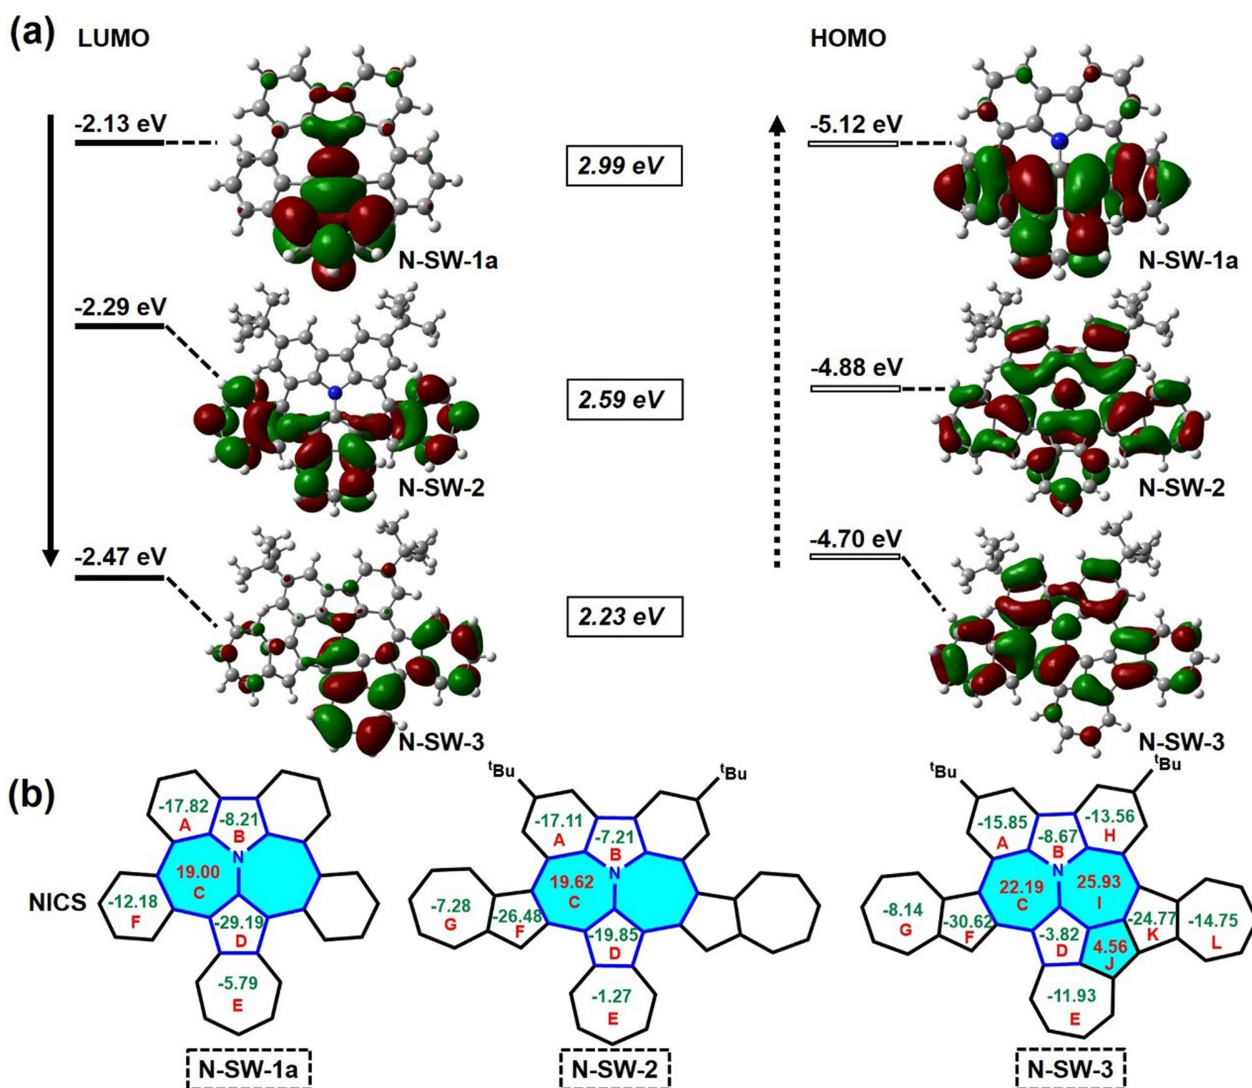 (a) LUMO HOMO
-2.13 eV
2.99 eV
-5.12 eV
N-SW-1a
N-SW-1a
-2.29 eV
2.59 eV
-4.88 eV
N-SW-2
N-SW-2
-2.47 eV
2.23 eV
-4.70 eV
N-SW-3
N-SW-3
(b)
NICS
-17.82
A
-8.21
B
N
19.00
C
-12.18
F
-29.19
D
-5.79
E
N-SW-1a
tBu
tBu
-17.11
A
-7.21
B
N
19.62
C
-7.28
G
-26.48
F
-19.85
D
-1.27
E
N-SW-2
tBu
tBu
-15.85
A
-8.67
B
N
-13.56
H
22.19
C
25.93
I
-8.14
G
-30.62
F
-3.82
D
4.56
J
-24.77
K
-14.75
L
-11.93
E
N-SW-3